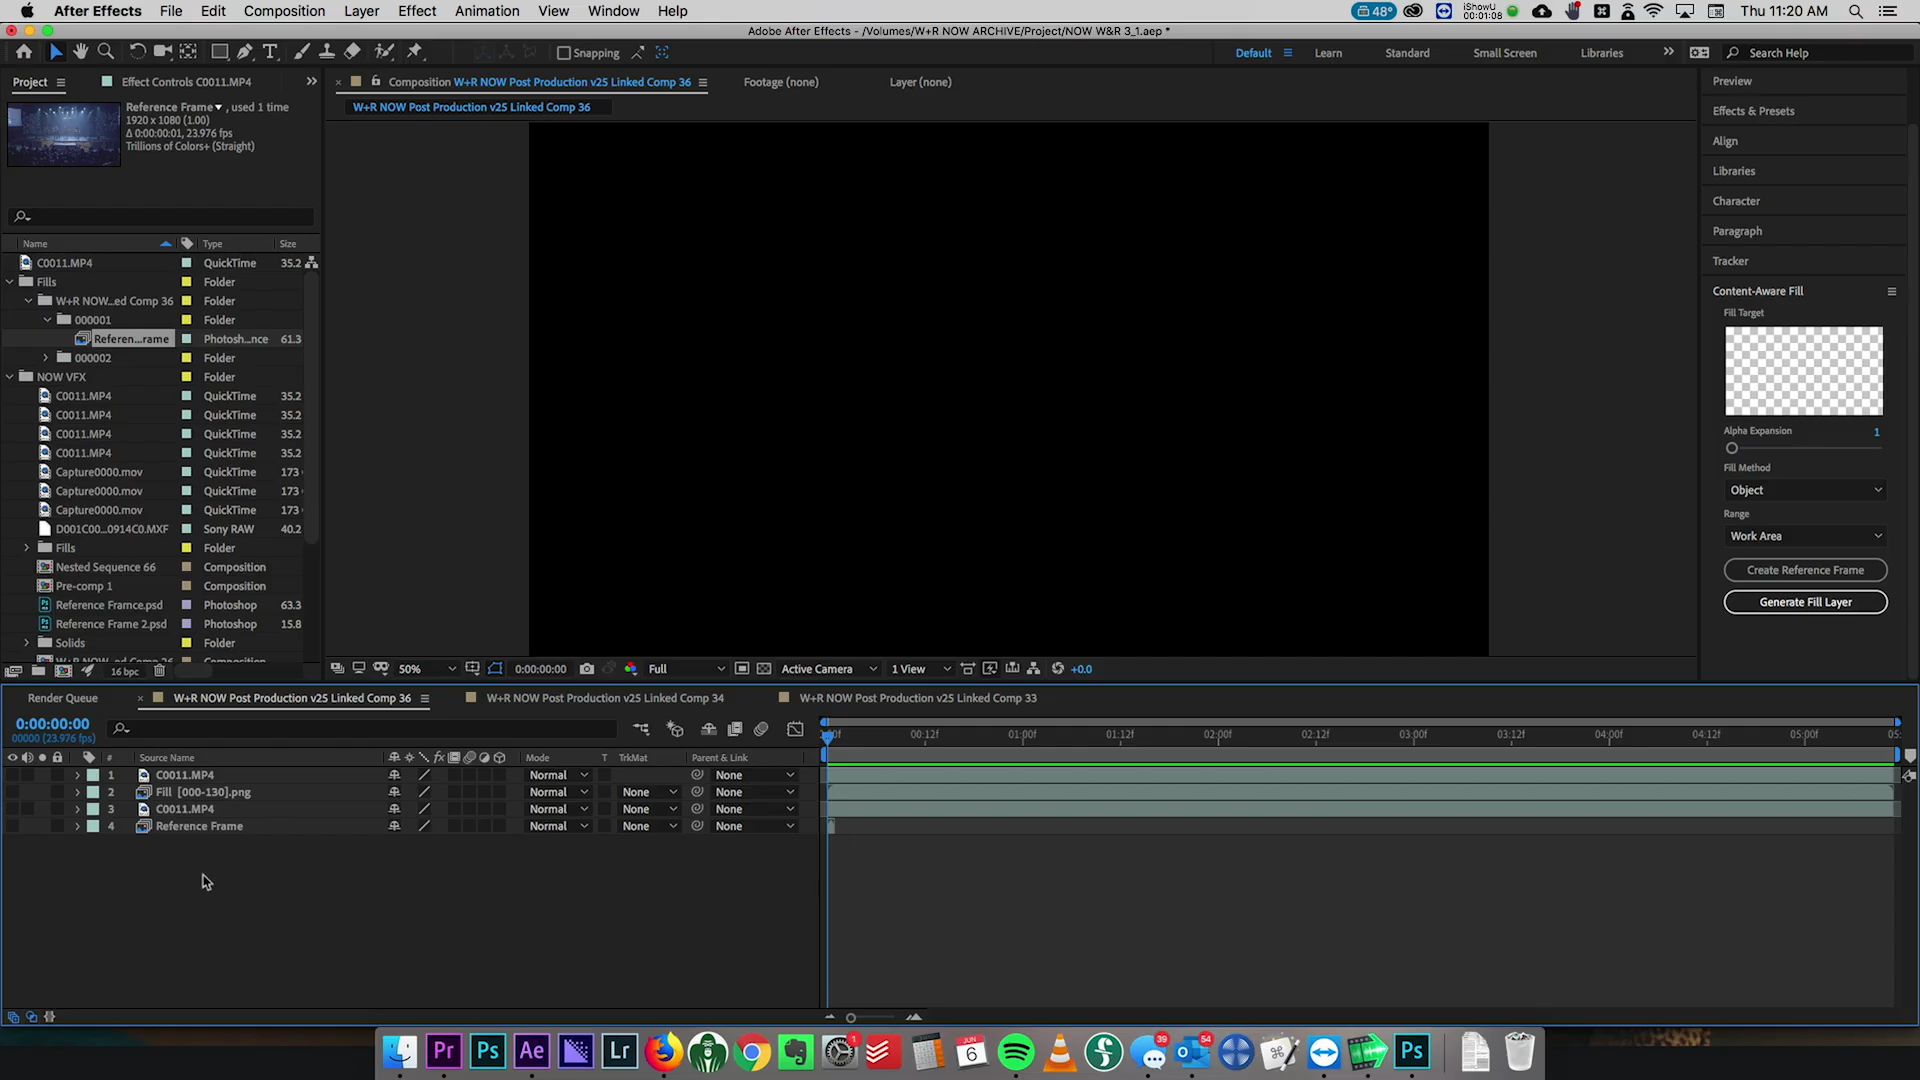 After Effects File Edit Composition Layer Effect Animation View Window Help 48° iShowU 00:01:08 Thu 11:20 AM
Adobe After Effects - /Volumes/W+R NOW ARCHIVE/Project/NOW W&R 3_1.aep *
Snapping Default Learn Standard Small Screen Libraries Search Help
Project Effect Controls C0011.MP4 Composition W+R NOW Post Production v25 Linked Comp 36 Footage (none) Layer (none) Preview
W+R NOW Post Production v25 Linked Comp 36
Reference Frame , used 1 time
1920 x 1080 (1.00)
Δ 0:00:00:01, 23.976 fps
Trillions of Colors+ (Straight)
Effects & Presets
Align
Libraries
Character
Paragraph
Tracker
Content-Aware Fill
Fill Target
Alpha Expansion 1
Fill Method
Object
Range
Work Area
Create Reference Frame
Generate Fill Layer
Name Type Size
C0011.MP4 QuickTime 35.2
Fills Folder
W+R NOW...ed Comp 36 Folder
000001 Folder
Referen...rame Photosh...nce 61.3
000002 Folder
NOW VFX Folder
C0011.MP4 QuickTime 35.2
C0011.MP4 QuickTime 35.2
C0011.MP4 QuickTime 35.2
C0011.MP4 QuickTime 35.2
Capture0000.mov QuickTime 173
Capture0000.mov QuickTime 173
Capture0000.mov QuickTime 173
D001C00...0914C0.MXF Sony RAW 40.2
Fills Folder
Nested Sequence 66 Composition
Pre-comp 1 Composition
Reference Framce.psd Photoshop 63.3
Reference Frame 2.psd Photoshop 15.8
Solids Folder
16 bpc
50% 0:00:00:00 Full Active Camera 1 View +0.0
Render Queue W+R NOW Post Production v25 Linked Comp 36 W+R NOW Post Production v25 Linked Comp 34 W+R NOW Post Production v25 Linked Comp 33
0:00:00:00
00000 (23.976 fps)
00:12f 01:00f 01:12f 02:00f 02:12f 03:00f 03:12f 04:00f 04:12f 05:00f 05:
# Source Name fx Mode T TrkMat Parent & Link
1 C0011.MP4 Normal None
2 Fill [000-130].png Normal None None
3 C0011.MP4 Normal None None
4 Reference Frame Normal None None
Pr Ps Ae Lr 1 JUN 6 39 54 Ps